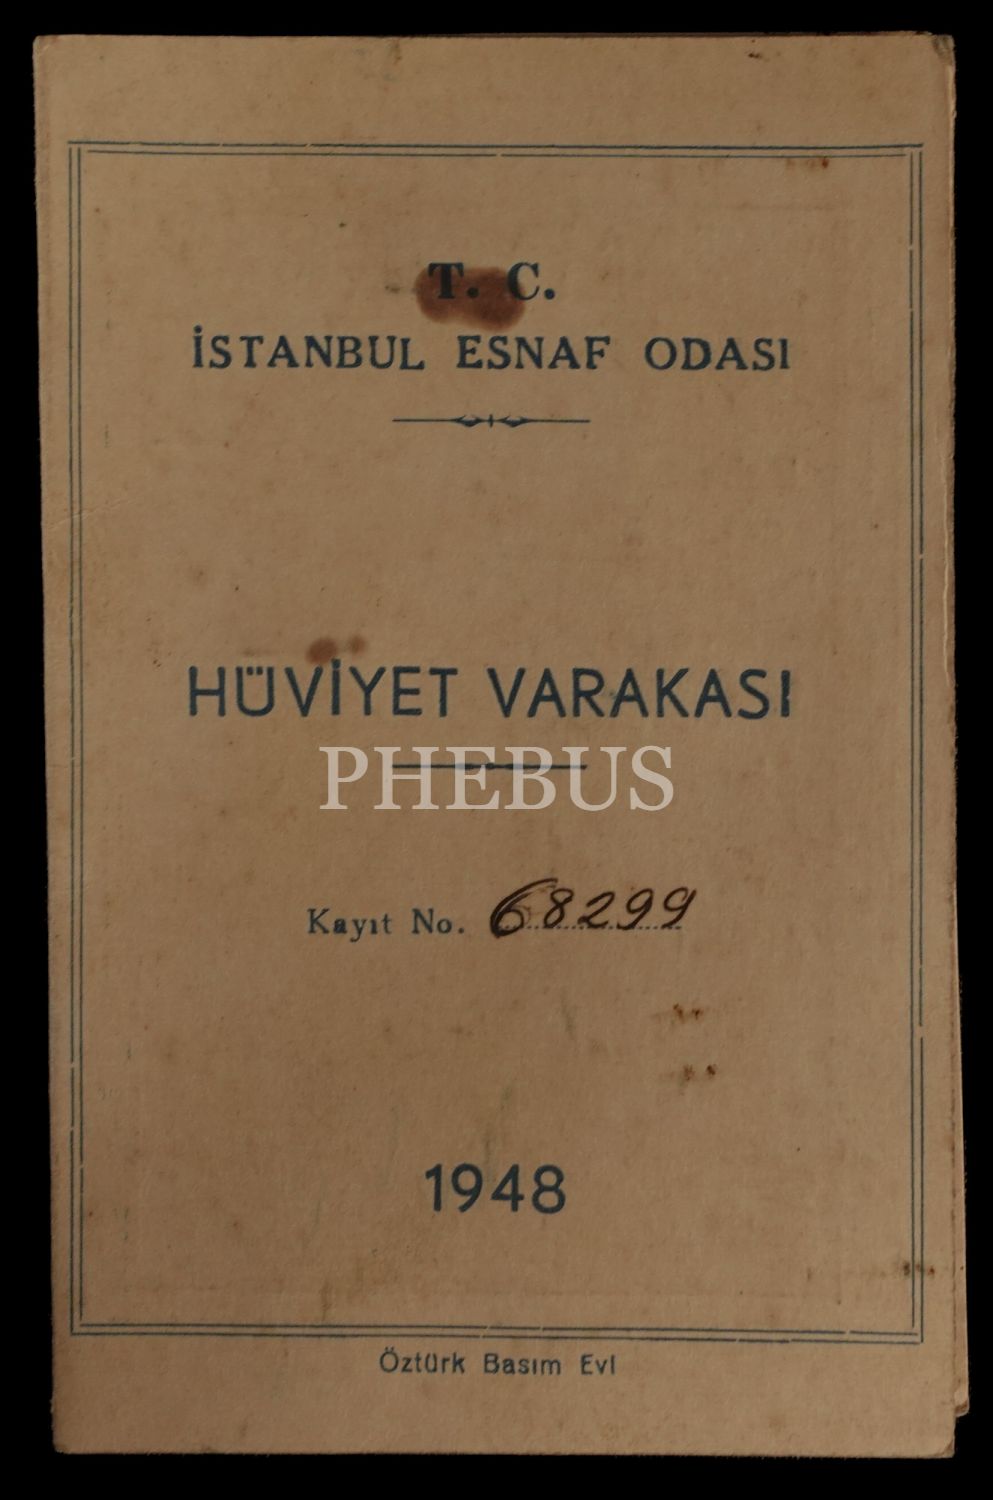 T. C.
İSTANBUL ESNAF ODASI
HÜVİYET VARAKASI
PHEBUS
Kayıt No. 68299
1948
Öztürk Basım Evi